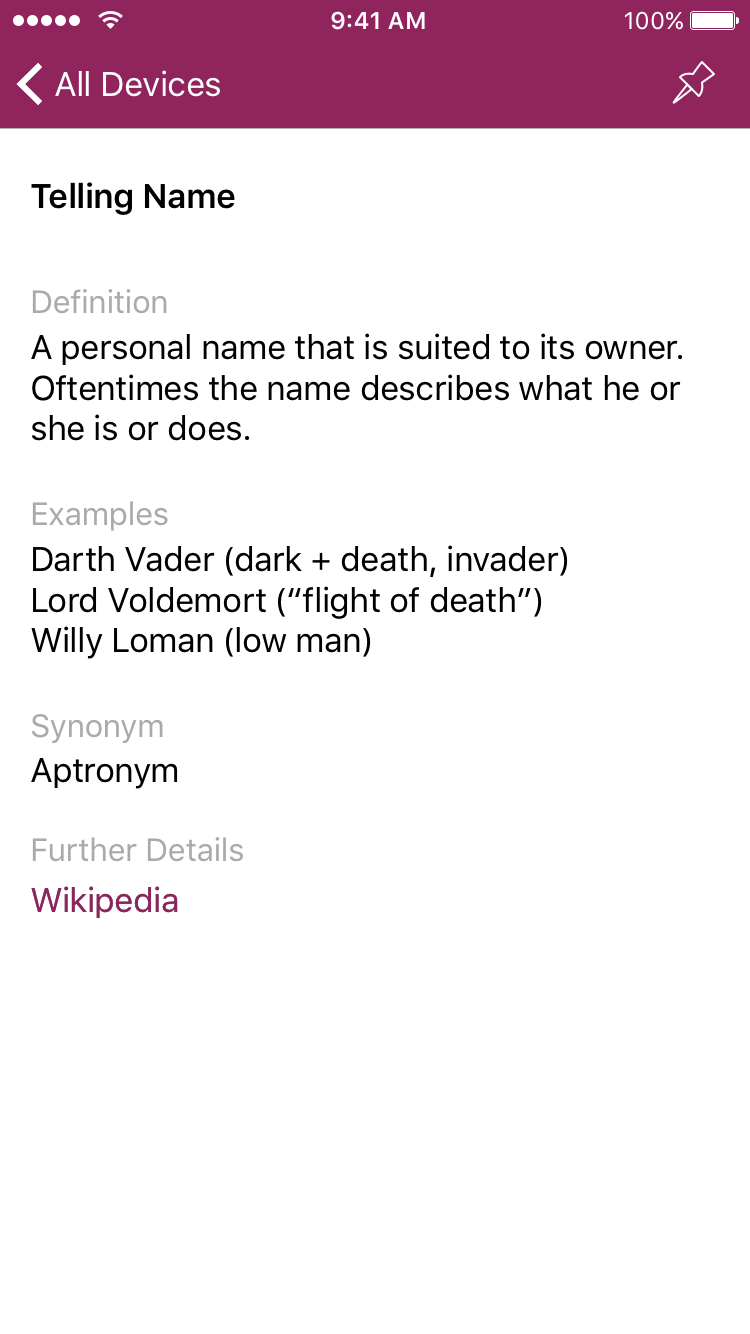 9:41 AM
100%
All Devices
Telling Name
Definition
A personal name that is suited to its owner.
Oftentimes the name describes what he or
she is or does.
Examples
Darth Vader (dark + death, invader)
Lord Voldemort (“flight of death”)
Willy Loman (low man)
Synonym
Aptronym
Further Details
Wikipedia